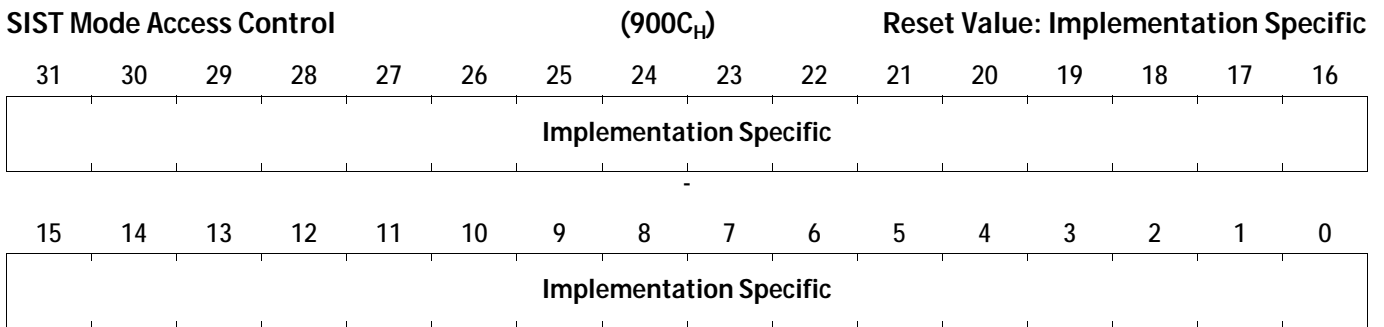 SIST Mode Access Control (900C_H) Reset Value: Implementation Specific
31 30 29 28 27 26 25 24 23 22 21 20 19 18 17 16
Implementation Specific
-
15 14 13 12 11 10 9 8 7 6 5 4 3 2 1 0
Implementation Specific